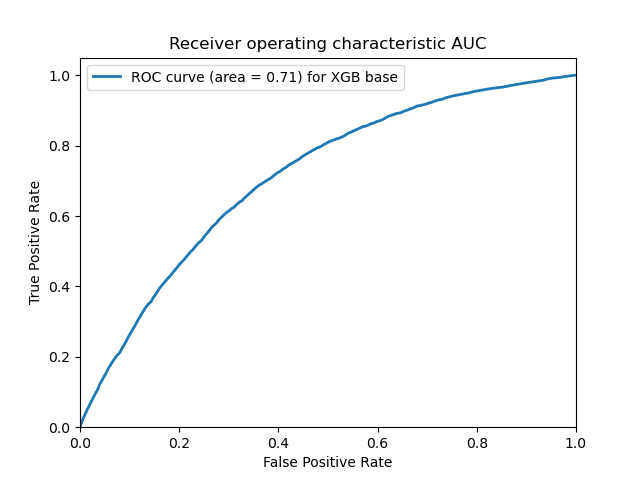 Receiver operating characteristic AUC
ROC curve (area = 0.71) for XGB base
1.0
0.8
0.6
0.4
0.2
0.0
True Positive Rate
0.0 0.2 0.4 0.6 0.8 1.0
False Positive Rate